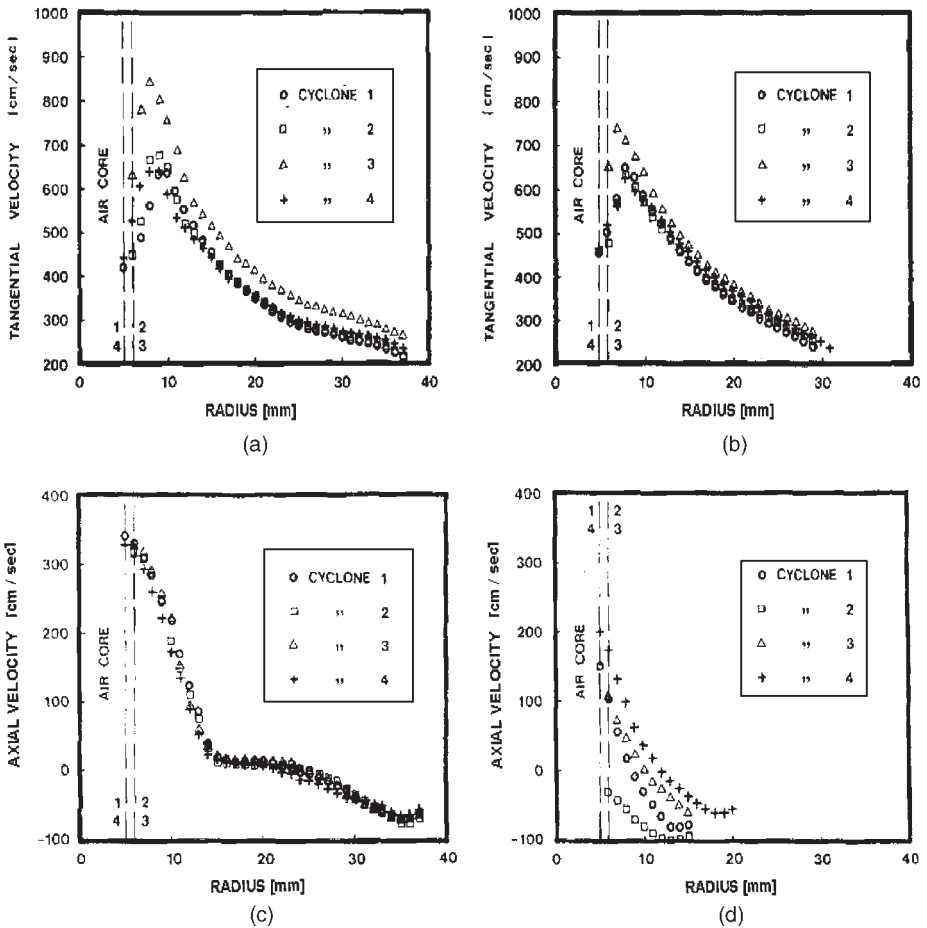 1000
900
800
700
600
500
400
300
200
TANGENTIAL VELOCITY [cm/sec]
AIR CORE
1 2
4 3
O CYCLONE 1
□ ,, 2
△ ,, 3
+ ,, 4
0 10 20 30 40
RADIUS [mm]
(a)
1000
900
800
700
600
500
400
300
200
TANGENTIAL VELOCITY [cm/sec]
AIR CORE
1 2
4 3
O CYCLONE 1
□ ,, 2
△ ,, 3
+ ,, 4
0 10 20 30 40
RADIUS [mm]
(b)
400
300
200
100
0
-100
AXIAL VELOCITY [cm/sec]
AIR CORE
1 2
4 3
O CYCLONE 1
□ ,, 2
△ ,, 3
+ ,, 4
0 10 20 30 40
RADIUS [mm]
(c)
400
300
200
100
0
-100
AXIAL VELOCITY [cm/sec]
AIR CORE
1 2
4 3
O CYCLONE 1
□ ,, 2
△ ,, 3
+ ,, 4
0 10 20 30 40
RADIUS [mm]
(d)